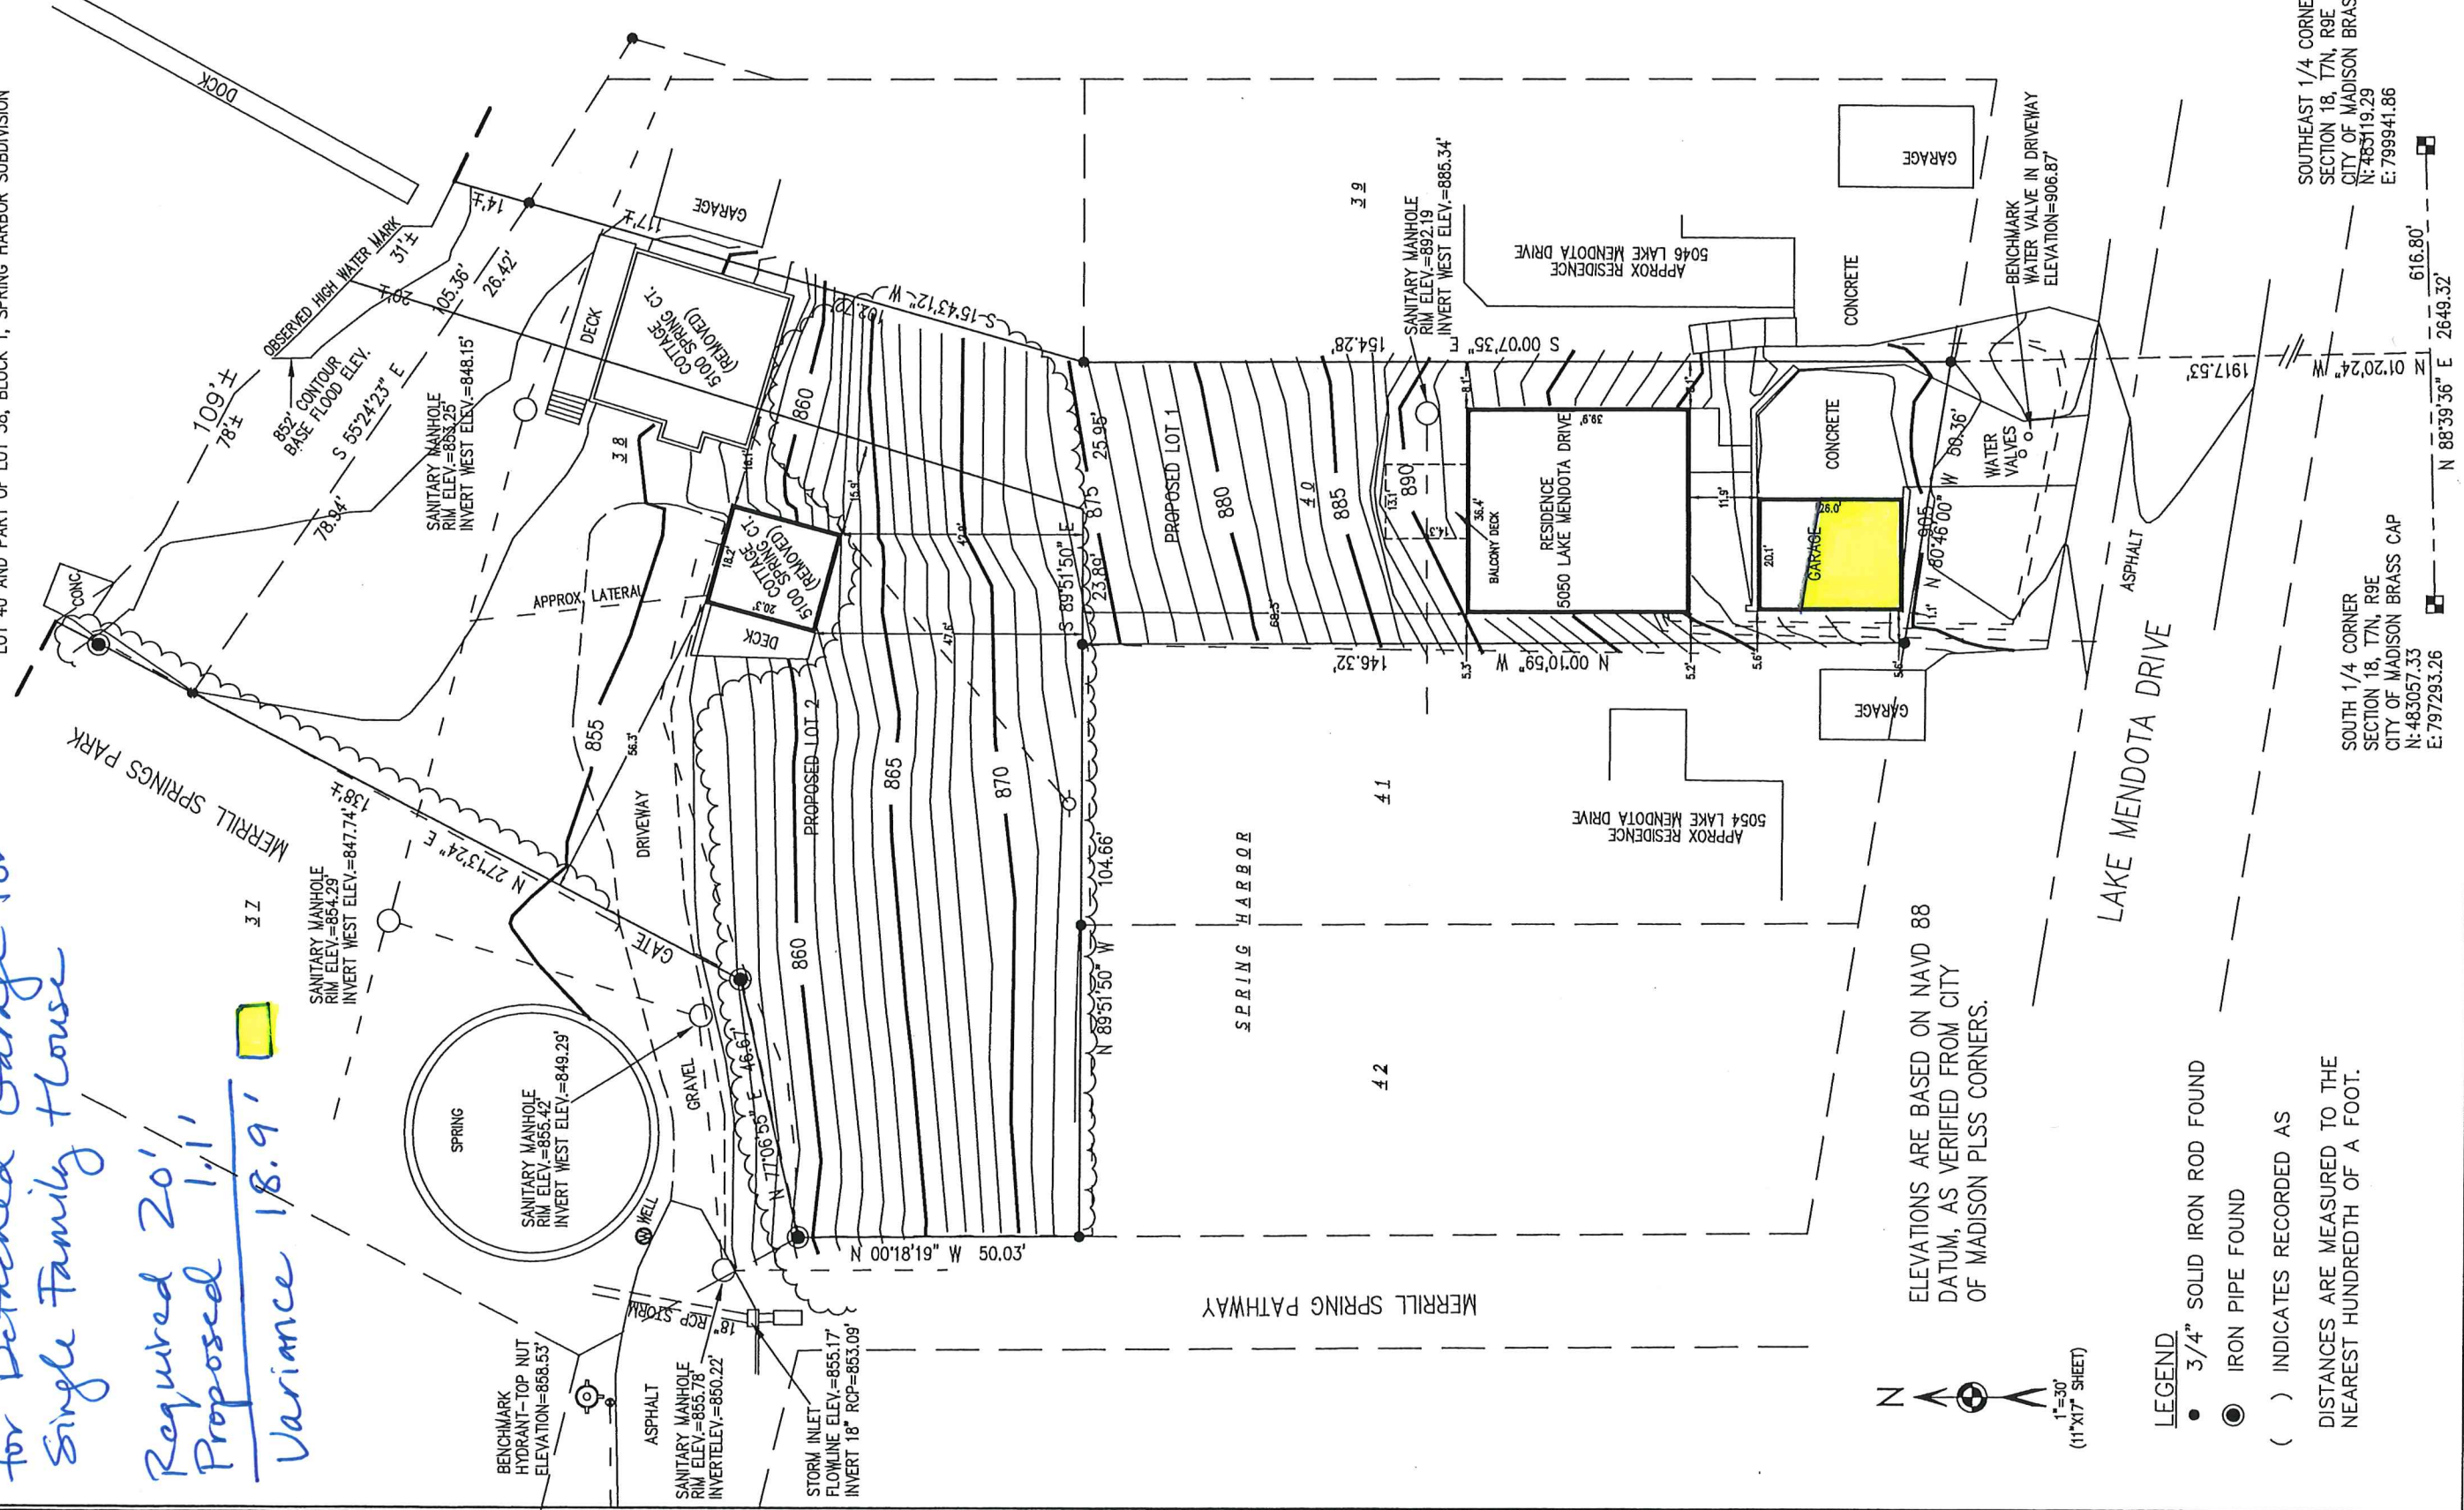 LOT 40 AND PART OF LOT 38, BLOCK 1, SPRING HARBOR SUBDIVISION
for Detached Garage for
Single Family House
Required 20'
Proposed 1.1'
Variance 18.9'
DOCK
OBSERVED HIGH WATER MARK
109'±
78'±
31'±
14'±
20'±
117'±
852' CONTOUR
BASE FLOOD ELEV.
S 55°24'23" E
105.36'
78.94'
26.42'
CONC.
MERRILL SPRINGS PARK
138'±
N 27°13'24" E
SANITARY MANHOLE
RIM ELEV.=853.25'
INVERT WEST ELEV.=848.15'
SANITARY MANHOLE
RIM ELEV.=854.29'
INVERT WEST ELEV.=847.74'
37
38
DECK
COTTAGE
5100 SPRING CT.
(REMOVED)
GARAGE
18.1'
860
102.79'
S 15°43'12" W
APPROX. LATERAL
COTTAGE
5100 SPRING CT.
(REMOVED)
18.2'
20.3'
15.9'
DECK
47.6'
855
56.3'
DRIVEWAY
PROPOSED LOT 2
865
870
860
GATE
SPRING
SANITARY MANHOLE
RIM ELEV.=855.42'
INVERT WEST ELEV.=849.29'
GRAVEL
N 77°06'55" E 46.67'
WELL
W
18" RCP STORM
N 00°18'19" W 50.03'
BENCHMARK
HYDRANT-TOP NUT
ELEVATION=858.53'
ASPHALT
SANITARY MANHOLE
RIM ELEV.=855.78'
INVERTELEV.=850.22'
STORM INLET
FLOWLINE ELEV.=855.17'
INVERT 18" RCP=853.09'
MERRILL SPRING PATHWAY
N 89°51'50" W 104.66'
S 89°51'50" E
23.89'
25.95'
875
PROPOSED LOT 1
880
40
885
890
68.3'
146.32'
N 00°10'59" W
154.28'
S 00°07'35" E
SANITARY MANHOLE
RIM ELEV.=892.19
INVERT WEST ELEV.=885.34'
39
13.1'
14.3'
8.1'
5.3'
36.4'
39.9'
BALCONY DECK
RESIDENCE
5050 LAKE MENDOTA DRIVE
APPROX RESIDENCE
5046 LAKE MENDOTA DRIVE
5.2'
5.6'
11.9'
20.1'
26.0'
GARAGE
1.1'
CONCRETE
CONCRETE
GARAGE
905
N 80°46'00" W 60.36'
WATER
VALVES
BENCHMARK
WATER VALVE IN DRIVEWAY
ELEVATION=906.87'
GARAGE
41
APPROX RESIDENCE
5054 LAKE MENDOTA DRIVE
SPRING HARBOR
42
ASPHALT
LAKE MENDOTA DRIVE
1917.53'
N 01°20'24" W
SOUTHEAST 1/4 CORNE
SECTION 18, T7N, R9E
CITY OF MADISON BRAS
N: 483119.29
E: 799941.86
616.80'
N 88°39'36" E 2649.32'
SOUTH 1/4 CORNER
SECTION 18, T7N, R9E
CITY OF MADISON BRASS CAP
N: 483057.33
E: 797293.26
ELEVATIONS ARE BASED ON NAVD 88
DATUM, AS VERIFIED FROM CITY
OF MADISON PLSS CORNERS.
N
1"=30'
(11"X17" SHEET)
LEGEND
3/4" SOLID IRON ROD FOUND
IRON PIPE FOUND
( ) INDICATES RECORDED AS
DISTANCES ARE MEASURED TO THE
NEAREST HUNDREDTH OF A FOOT.